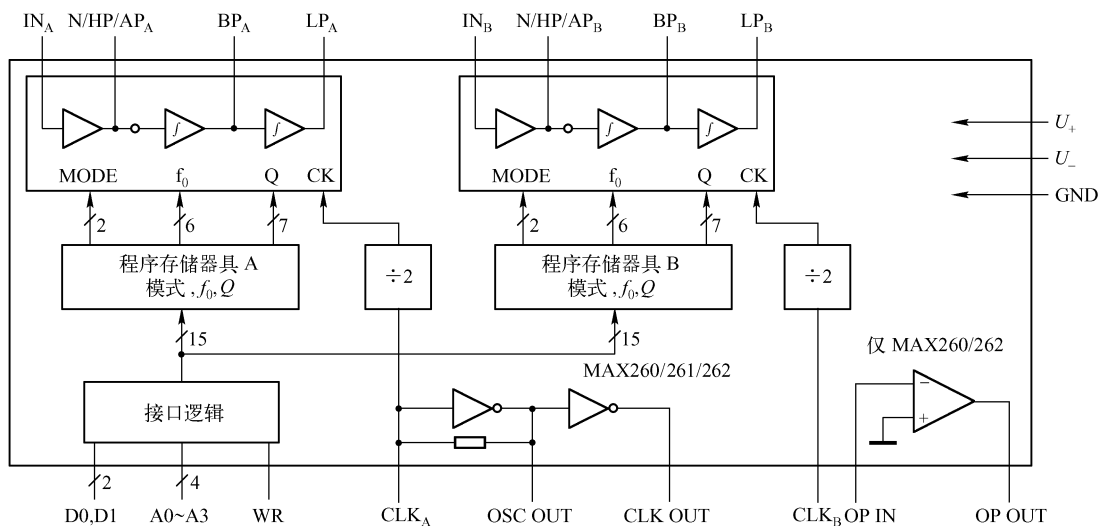 IN_A N/HP/AP_A BP_A LP_A IN_B N/HP/AP_B BP_B LP_B
∫ ∫ ∫ ∫
U_+
U_-
GND
MODE f_0 Q CK MODE f_0 Q CK
2 6 7 2 6 7
程序存储器具 A
模式 ,f_0,Q
÷2
程序存储器具 B
模式 ,f_0,Q
÷2
15 15
仅 MAX260/262
MAX260/261/262
接口逻辑
−
+
2 4
D0,D1 A0~A3 WR CLK_A OSC OUT CLK OUT CLK_B OP IN OP OUT